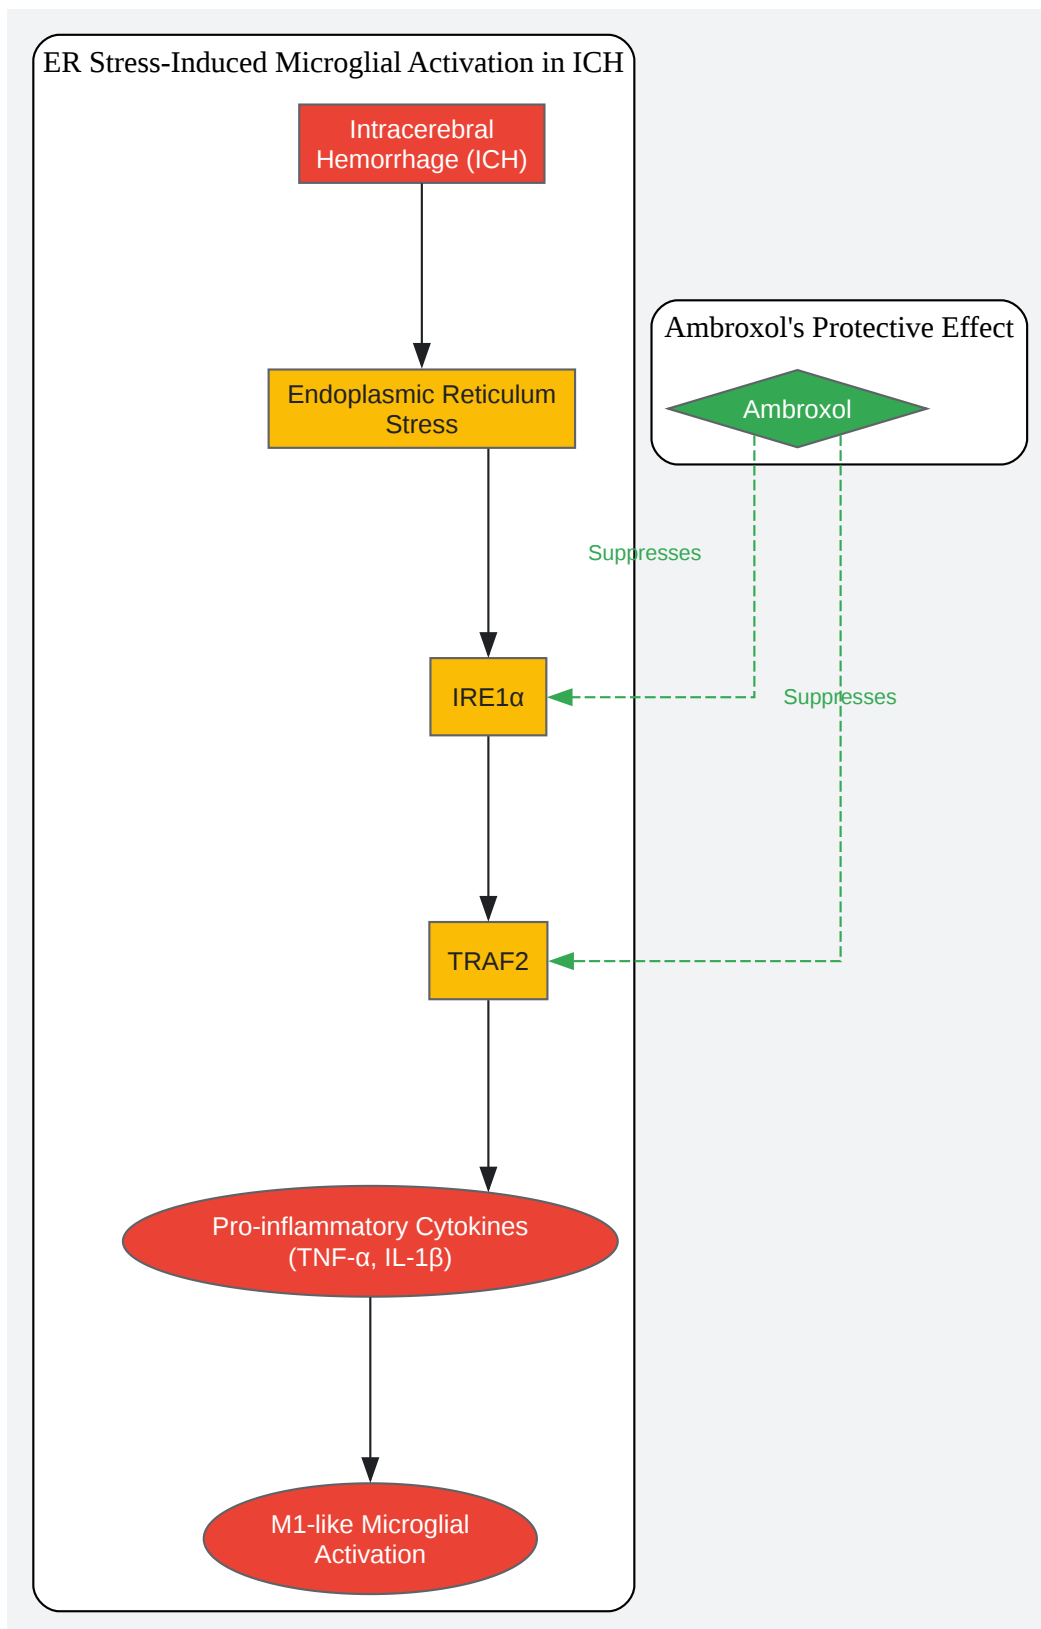 ER Stress-Induced Microglial Activation in ICH
Intracerebral
Hemorrhage (ICH)
Ambroxol's Protective Effect
Endoplasmic Reticulum
Stress
Ambroxol
Suppresses
IRE1α
Suppresses
TRAF2
Pro-inflammatory Cytokines
(TNF-α, IL-1β)
M1-like Microglial
Activation